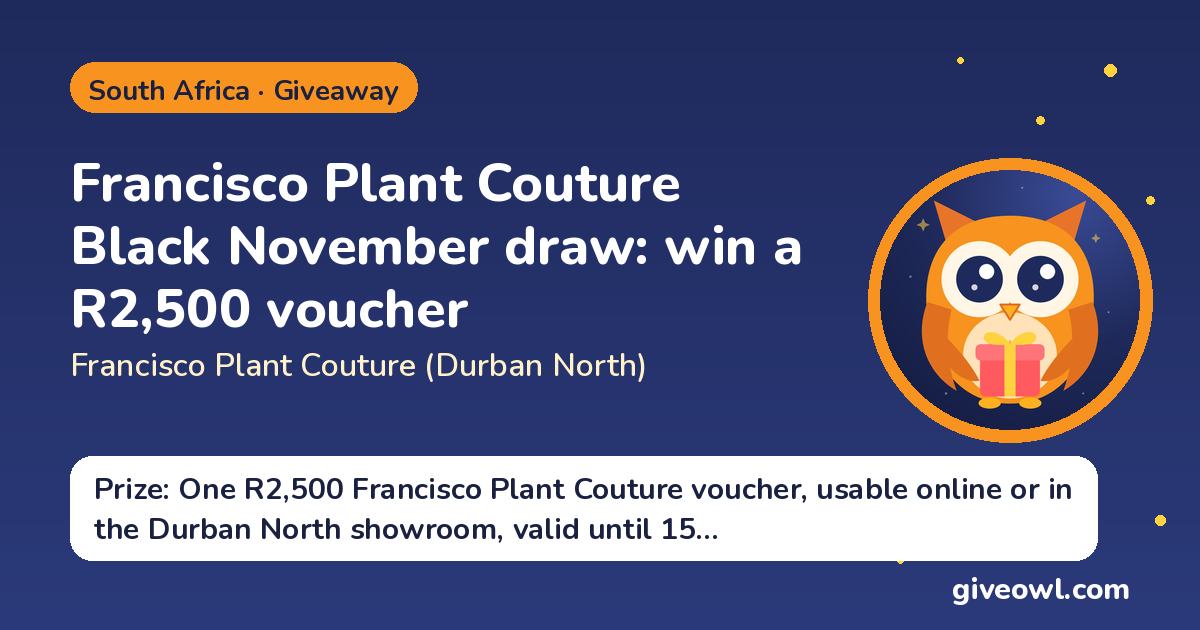 South Africa · Giveaway
Francisco Plant Couture
Black November draw: win a
R2,500 voucher
Francisco Plant Couture (Durban North)
Prize: One R2,500 Francisco Plant Couture voucher, usable online or in
the Durban North showroom, valid until 15...
giveowl.com